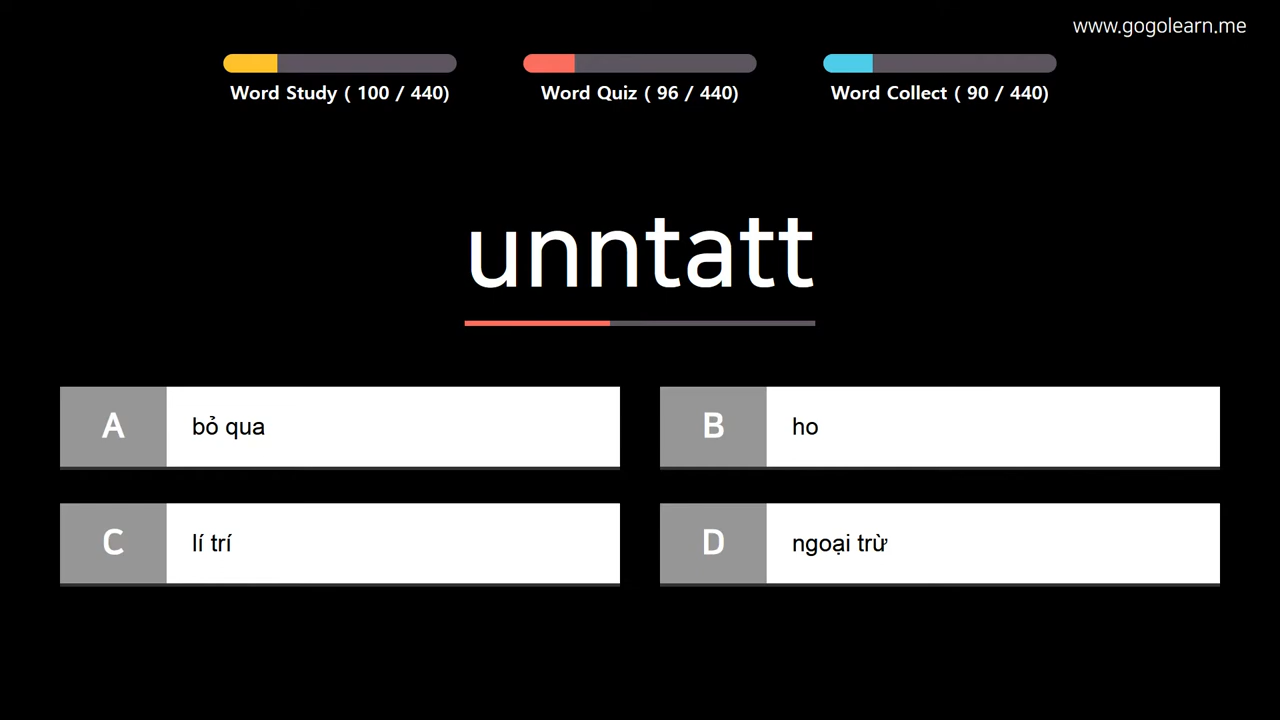 www.gogolearn.me
Word Study ( 100 / 440)
Word Quiz ( 96 / 440)
Word Collect ( 90 / 440)
unntatt
A bỏ qua
B ho
C lí trí
D ngoại trừ